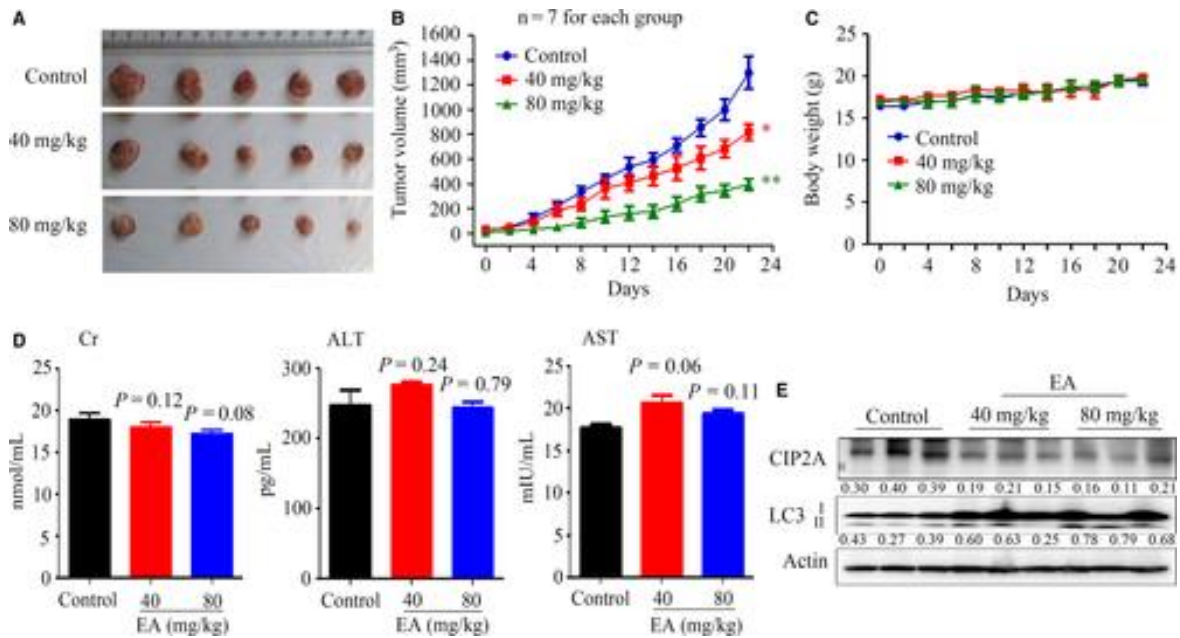 A
Control
40 mg/kg
80 mg/kg
B
n = 7 for each group
Tumor volume (mm³)
1600
1400
1200
1000
800
600
400
200
0
Control
40 mg/kg
80 mg/kg
*
**
0 4 8 12 16 20 24
Days
C
Body weight (g)
25
20
15
10
5
0
Control
40 mg/kg
80 mg/kg
0 4 8 12 16 20 24
Days
D
Cr
nmol/mL
25
20
15
10
5
0
P = 0.12
P = 0.08
Control 40 80
EA (mg/kg)
ALT
pg/mL
300
200
100
0
P = 0.24
P = 0.79
Control 40 80
EA (mg/kg)
AST
mIU/mL
25
20
15
10
5
0
P = 0.06
P = 0.11
Control 40 80
EA (mg/kg)
E
EA
Control 40 mg/kg 80 mg/kg
CIP2A
0.30 0.40 0.39 0.19 0.21 0.15 0.16 0.11 0.21
LC3 I
II
0.43 0.27 0.39 0.60 0.63 0.25 0.78 0.79 0.68
Actin